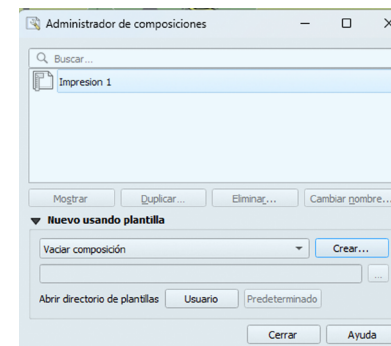 Administrador de composiciones
Buscar...
Impresion 1
Mostrar Duplicar... Eliminar... Cambiar nombre...
Nuevo usando plantilla
Vaciar composición Crear...
...
Abrir directorio de plantillas Usuario Predeterminado
Cerrar Ayuda